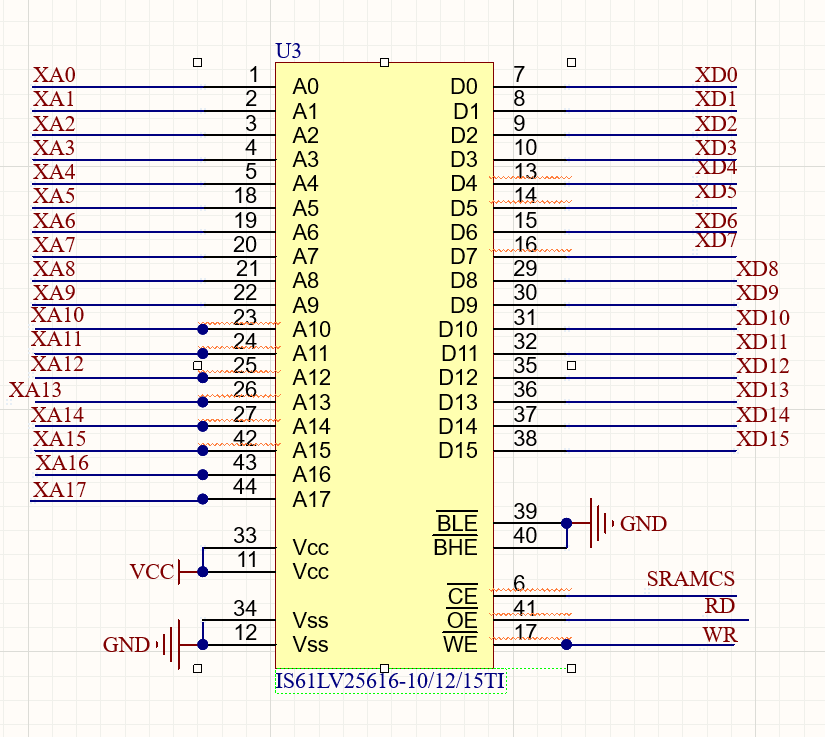 U3
XA0 1 A0 D0 7 XD0
XA1 2 A1 D1 8 XD1
XA2 3 A2 D2 9 XD2
XA3 4 A3 D3 10 XD3
XA4 5 A4 D4 13 XD4
XA5 18 A5 D5 14 XD5
XA6 19 A6 D6 15 XD6
XA7 20 A7 D7 16 XD7
XA8 21 A8 D8 29 XD8
XA9 22 A9 D9 30 XD9
XA10 23 A10 D10 31 XD10
XA11 24 A11 D11 32 XD11
XA12 25 A12 D12 35 XD12
XA13 26 A13 D13 36 XD13
XA14 27 A14 D14 37 XD14
XA15 42 A15 D15 38 XD15
XA16 43 A16
XA17 44 A17
BLE 39 GND
33 Vcc BHE 40
VCC 11 Vcc
CE 6 SRAMCS
34 Vss OE 41 RD
GND 12 Vss WE 17 WR
IS61LV25616-10/12/15TI